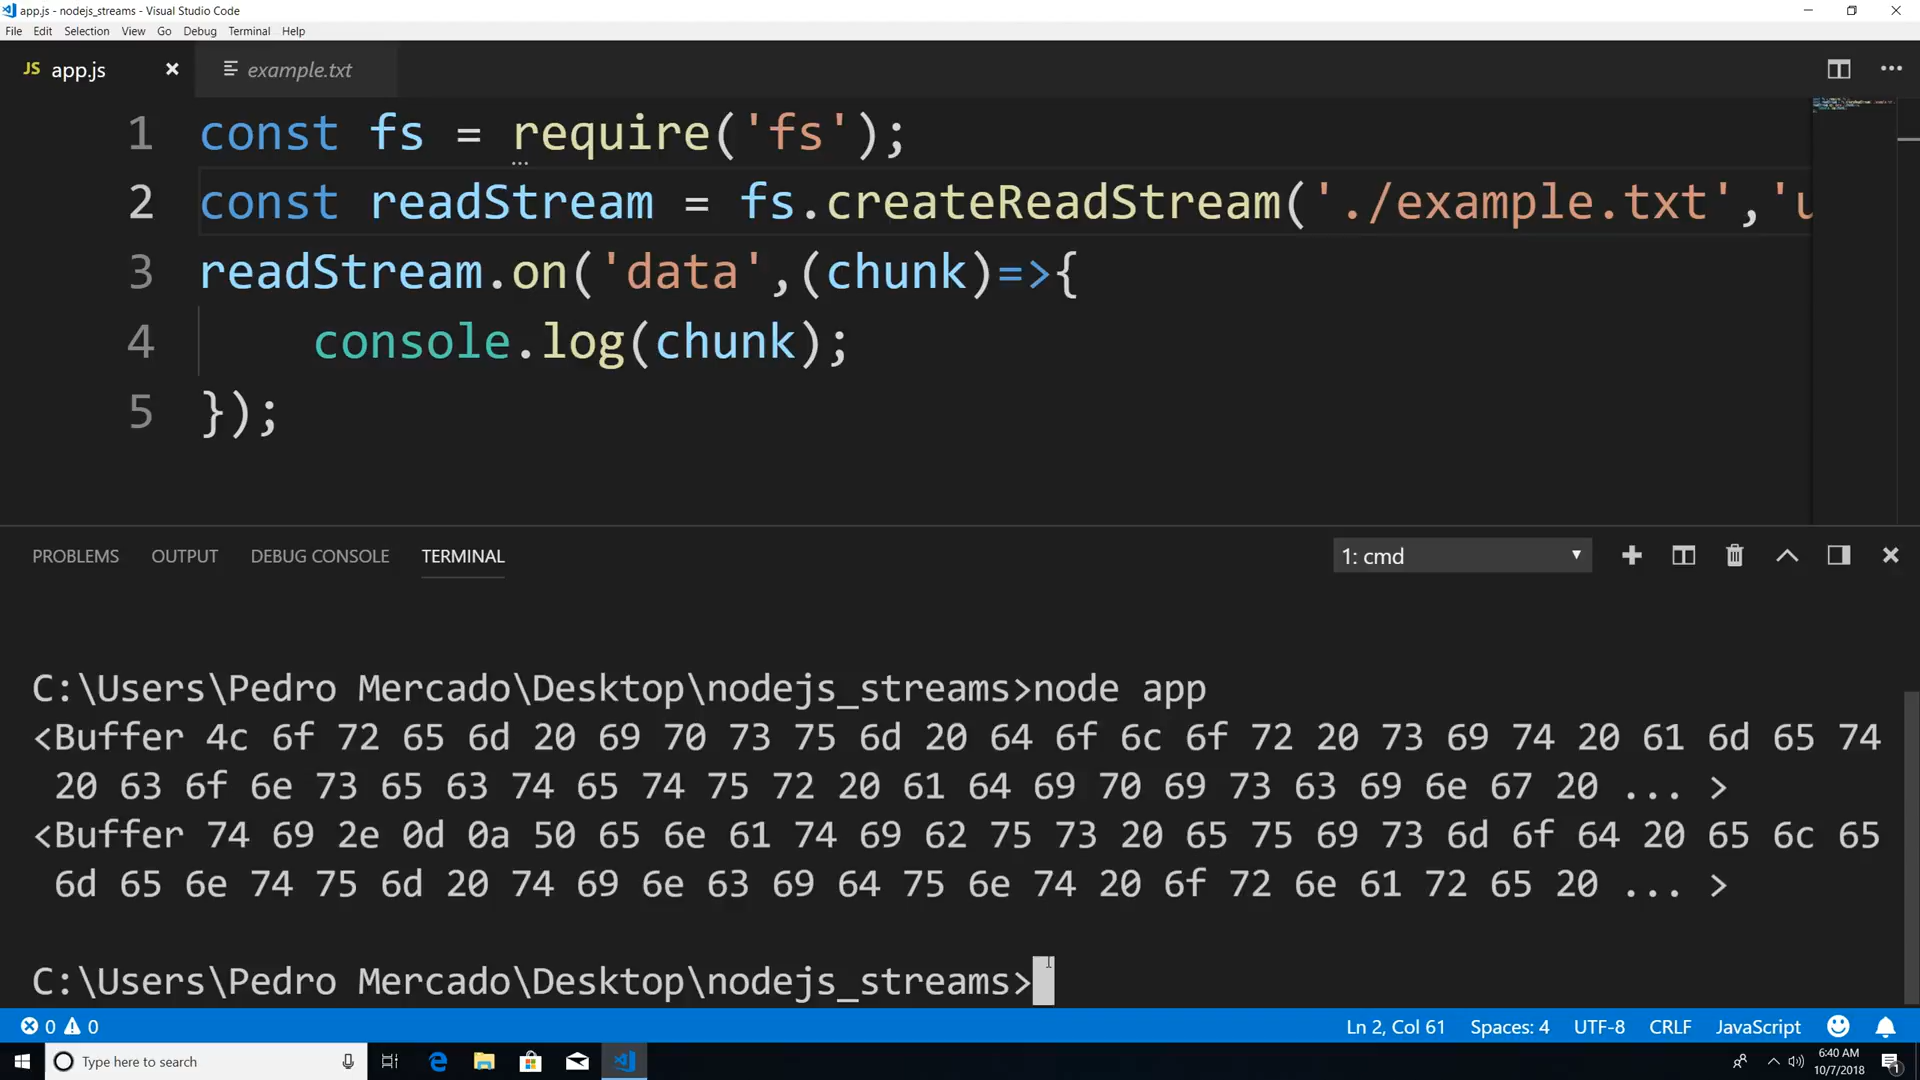 app.js - nodejs_streams - Visual Studio Code
File Edit Selection View Go Debug Terminal Help
JS app.js example.txt
1 const fs = require('fs');
2 const readStream = fs.createReadStream('./example.txt','u
3 readStream.on('data',(chunk)=>{
4 console.log(chunk);
5 });
PROBLEMS OUTPUT DEBUG CONSOLE TERMINAL 1: cmd
C:\Users\Pedro Mercado\Desktop\nodejs_streams>node app
<Buffer 4c 6f 72 65 6d 20 69 70 73 75 6d 20 64 6f 6c 6f 72 20 73 69 74 20 61 6d 65 74
20 63 6f 6e 73 65 63 74 65 74 75 72 20 61 64 69 70 69 73 63 69 6e 67 20 ... >
<Buffer 74 69 2e 0d 0a 50 65 6e 61 74 69 62 75 73 20 65 75 69 73 6d 6f 64 20 65 6c 65
6d 65 6e 74 75 6d 20 74 69 6e 63 69 64 75 6e 74 20 6f 72 6e 61 72 65 20 ... >
C:\Users\Pedro Mercado\Desktop\nodejs_streams>
0 0 Ln 2, Col 61 Spaces: 4 UTF-8 CRLF JavaScript
Type here to search 6:40 AM
10/7/2018 1